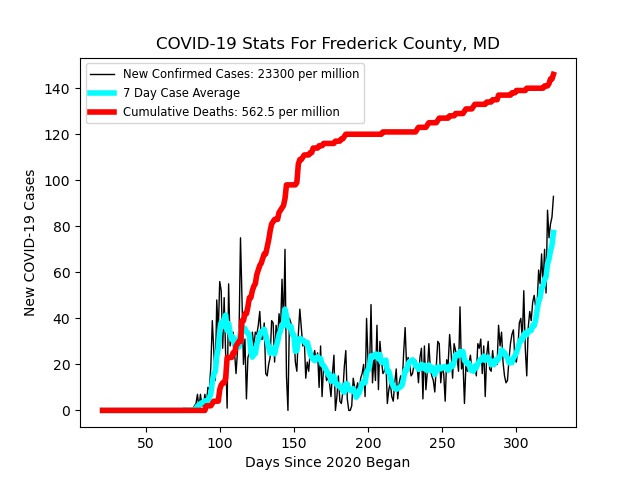 COVID-19 Stats For Frederick County, MD
New Confirmed Cases: 23300 per million
7 Day Case Average
Cumulative Deaths: 562.5 per million
New COVID-19 Cases
140
120
100
80
60
40
20
0
50 100 150 200 250 300
Days Since 2020 Began